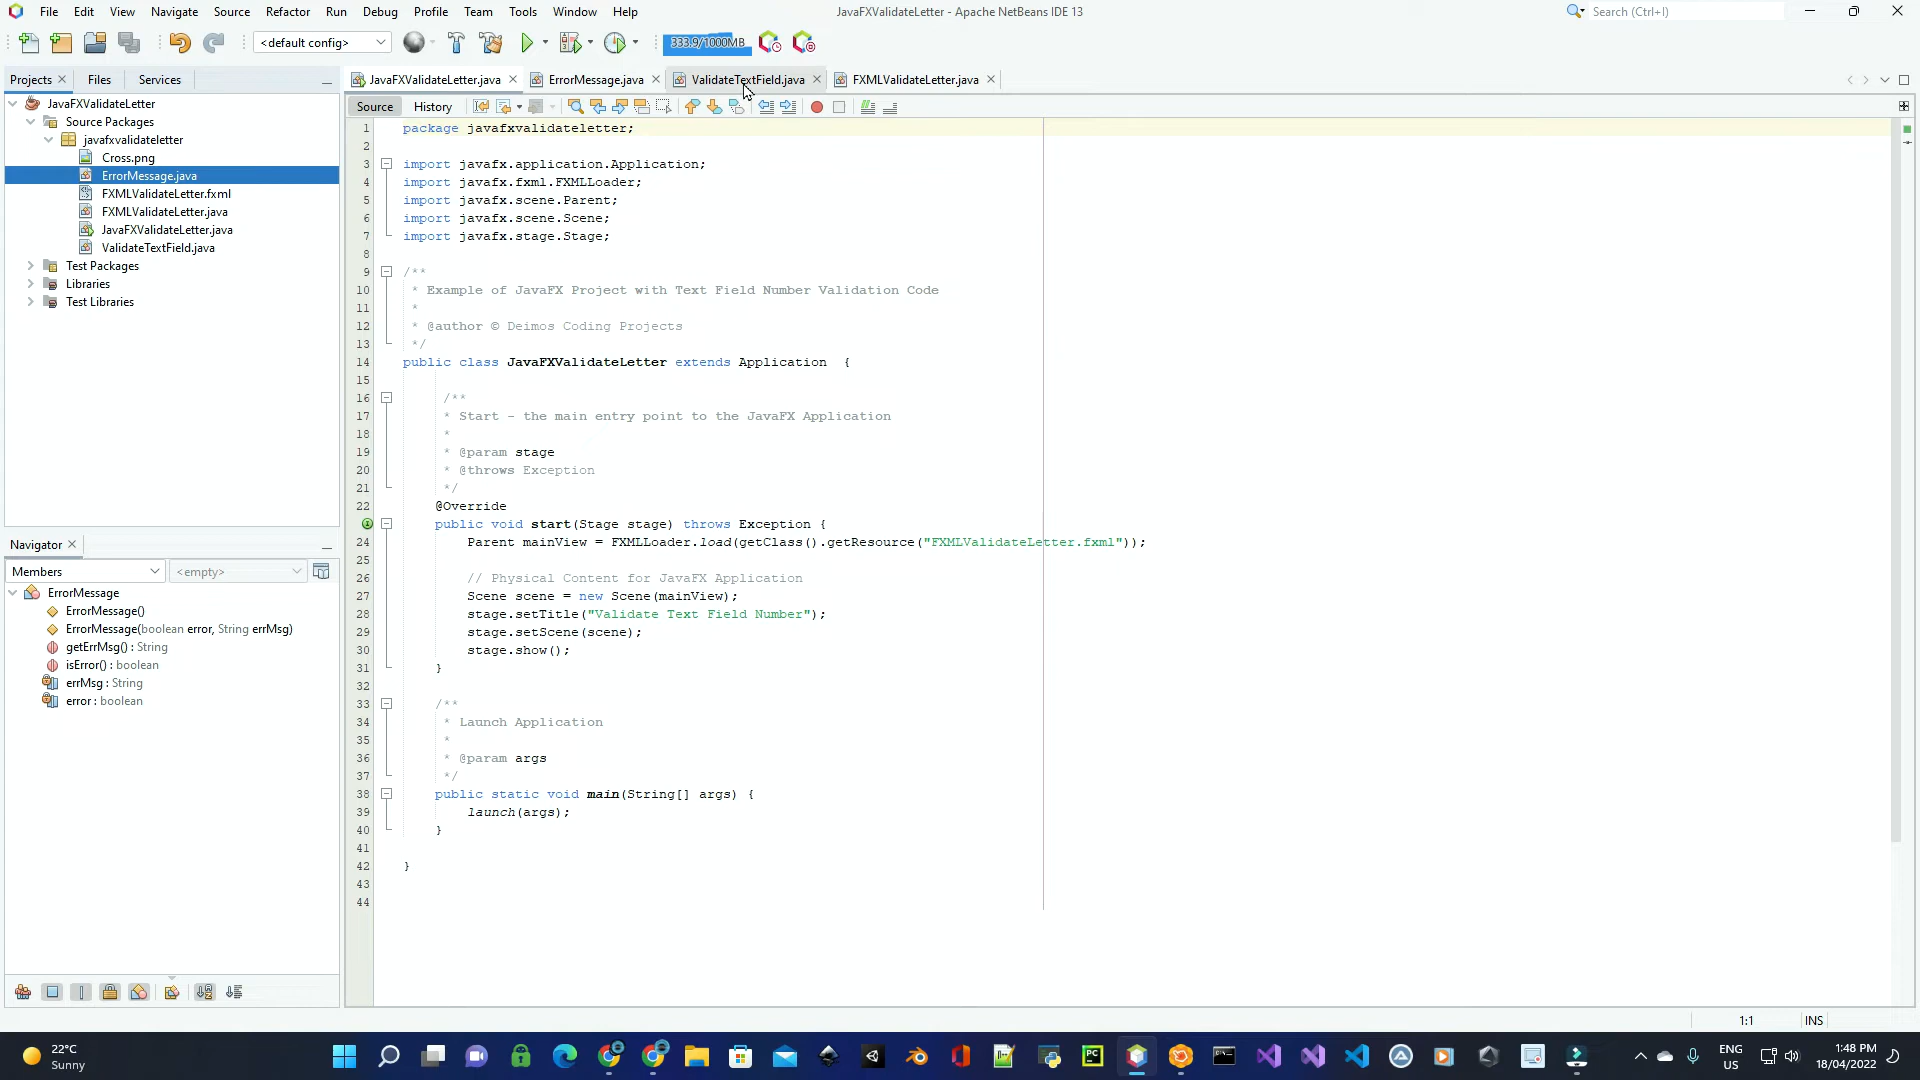 File Edit View Navigate Source Refactor Run Debug Profile Team Tools Window Help
JavaFXValidateLetter - Apache NetBeans IDE 13
Search (Ctrl+I)
<default config>
333.9/1000MB
Projects Files Services
JavaFXValidateLetter.java ErrorMessage.java ValidateTextField.java FXMLValidateLetter.java
Source History
JavaFXValidateLetter
Source Packages
javafxvalidateletter
Cross.png
ErrorMessage.java
FXMLValidateLetter.fxml
FXMLValidateLetter.java
JavaFXValidateLetter.java
ValidateTextField.java
Test Packages
Libraries
Test Libraries
Navigator
Members
<empty>
ErrorMessage
ErrorMessage()
ErrorMessage(boolean error, String errMsg)
getErrMsg() : String
isError() : boolean
errMsg : String
error : boolean
1 package javafxvalidateletter;
2
3 import javafx.application.Application;
4 import javafx.fxml.FXMLLoader;
5 import javafx.scene.Parent;
6 import javafx.scene.Scene;
7 import javafx.stage.Stage;
8
9 /**
10 * Example of JavaFX Project with Text Field Number Validation Code
11 *
12 * @author © Deimos Coding Projects
13 */
14 public class JavaFXValidateLetter extends Application {
15
16 /**
17 * Start - the main entry point to the JavaFX Application
18 *
19 * @param stage
20 * @throws Exception
21 */
22 @Override
public void start(Stage stage) throws Exception {
24 Parent mainView = FXMLLoader.load(getClass().getResource("FXMLValidateLetter.fxml"));
25
26 // Physical Content for JavaFX Application
27 Scene scene = new Scene(mainView);
28 stage.setTitle("Validate Text Field Number");
29 stage.setScene(scene);
30 stage.show();
31 }
32
33 /**
34 * Launch Application
35 *
36 * @param args
37 */
38 public static void main(String[] args) {
39 launch(args);
40 }
41
42 }
43
44
1:1 INS
22°C
Sunny
PC
ENG
US
1:48 PM
18/04/2022